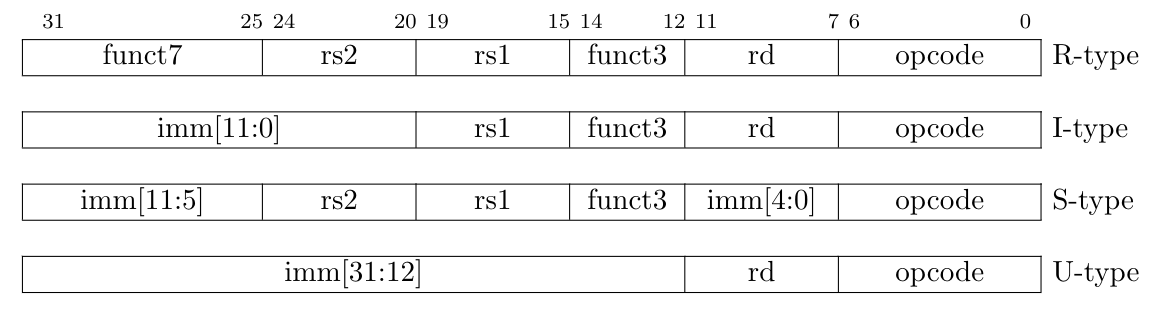 31 25 24 20 19 15 14 12 11 7 6 0
funct7 rs2 rs1 funct3 rd opcode R-type
imm[11:0] rs1 funct3 rd opcode I-type
imm[11:5] rs2 rs1 funct3 imm[4:0] opcode S-type
imm[31:12] rd opcode U-type